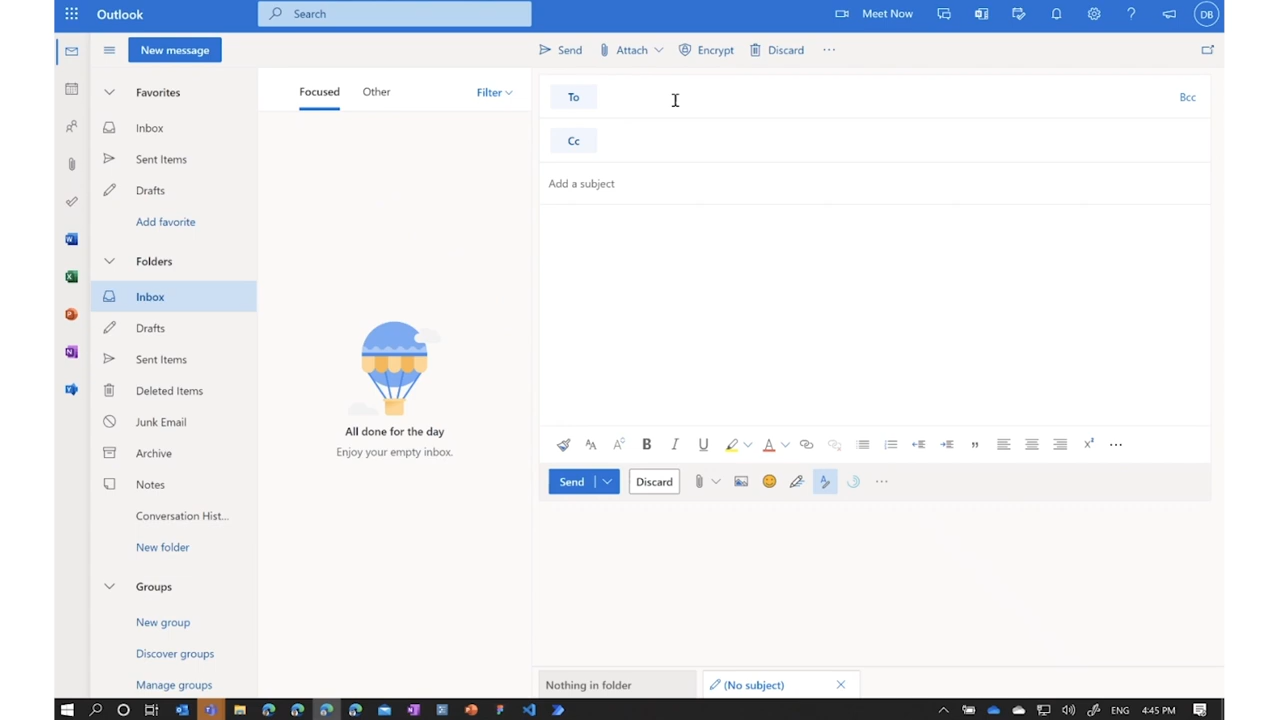 Outlook
Search
Meet Now
DB
New message
Send
Attach
Encrypt
Discard
Favorites
Inbox
Sent Items
Drafts
Add favorite
Folders
Inbox
Drafts
Sent Items
Deleted Items
Junk Email
Archive
Notes
Conversation Hist...
New folder
Groups
New group
Discover groups
Manage groups
Focused
Other
Filter
All done for the day
Enjoy your empty inbox.
To
Bcc
Cc
Add a subject
Send
Discard
Nothing in folder
(No subject)
ENG
4:45 PM